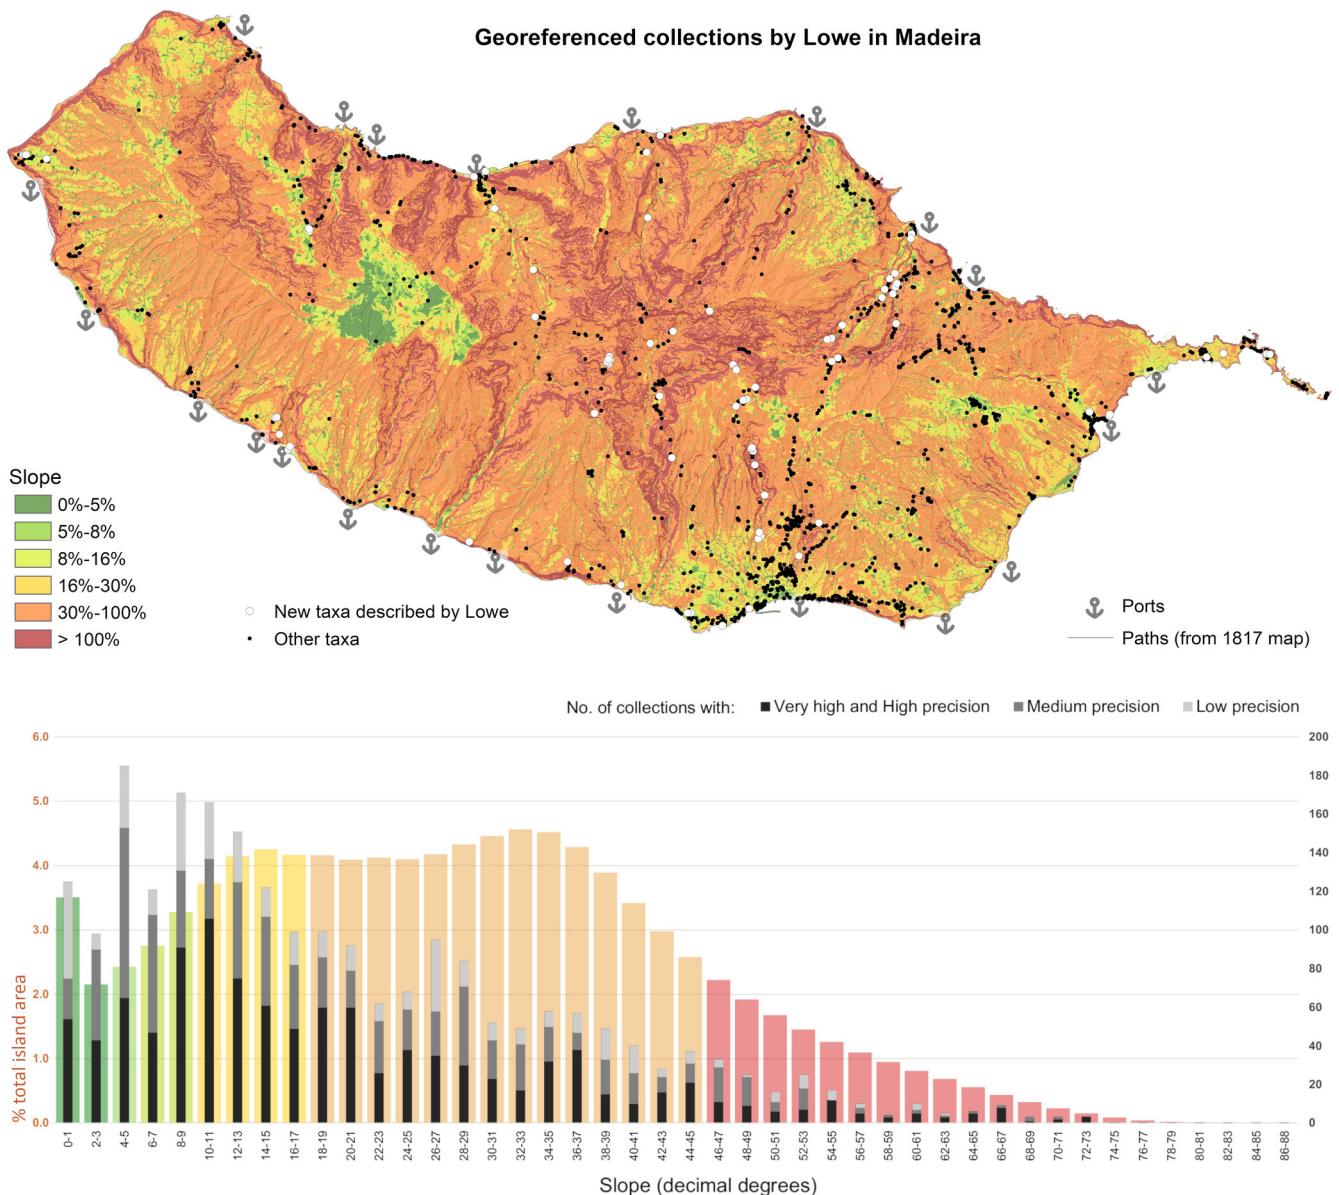 Georeferenced collections by Lowe in Madeira
Slope
0%-5%
5%-8%
8%-16%
16%-30%
30%-100%
> 100%
New taxa described by Lowe
Other taxa
Ports
Paths (from 1817 map)
No. of collections with: Very high and High precision Medium precision Low precision
6.0
5.0
4.0
3.0
2.0
1.0
0.0
% total island area
200
180
160
140
120
100
80
60
40
20
0
0-1 2-3 4-5 6-7 8-9 10-11 12-13 14-15 16-17 18-19 20-21 22-23 24-25 26-27 28-29 30-31 32-33 34-35 36-37 38-39 40-41 42-43 44-45 46-47 48-49 50-51 52-53 54-55 56-57 58-59 60-61 62-63 64-65 66-67 68-69 70-71 72-73 74-75 76-77 78-79 80-81 82-83 84-85 86-88
Slope (decimal degrees)